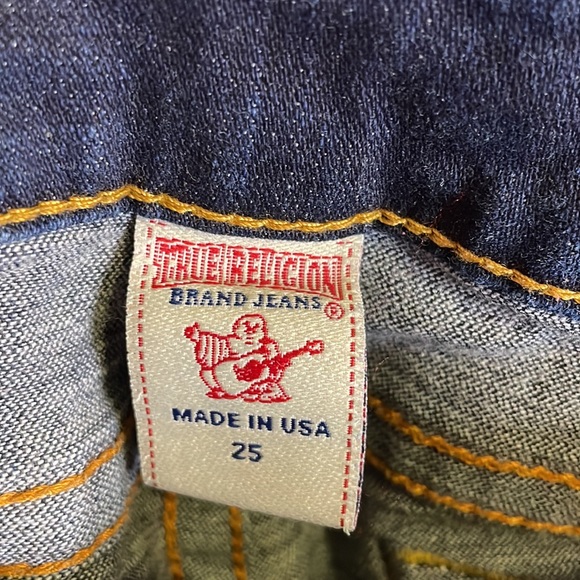 TRUE RELIGION
BRAND JEANS
®
MADE IN USA
25